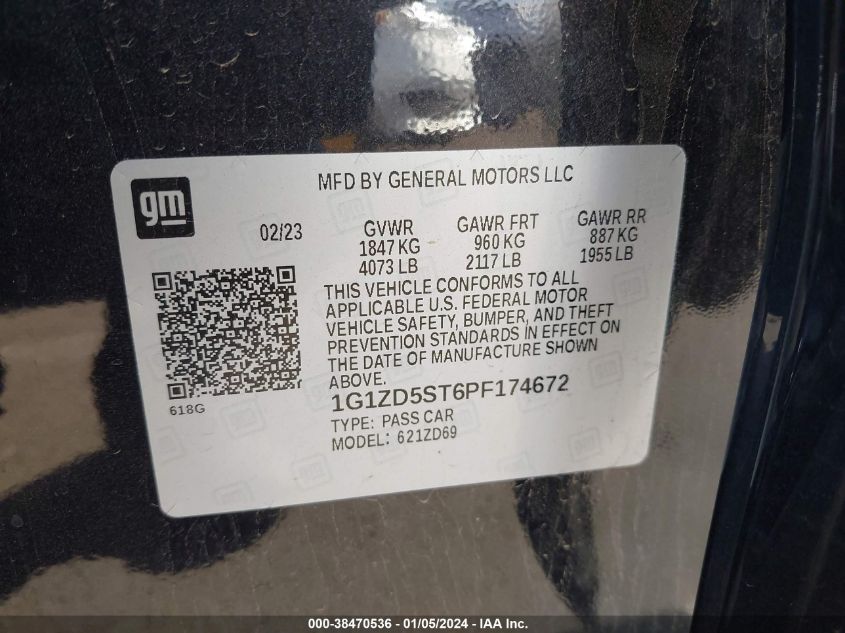 gm
MFD BY GENERAL MOTORS LLC
02/23
GVWR
1847 KG
4073 LB
GAWR FRT
960 KG
2117 LB
GAWR RR
887 KG
1955 LB
THIS VEHICLE CONFORMS TO ALL
APPLICABLE U.S. FEDERAL MOTOR
VEHICLE SAFETY, BUMPER, AND THEFT
PREVENTION STANDARDS IN EFFECT ON
THE DATE OF MANUFACTURE SHOWN
ABOVE.
618G
1G1ZD5ST6PF174672
TYPE: PASS CAR
MODEL: 621ZD69
000-38470536 - 01/05/2024 - IAA Inc.